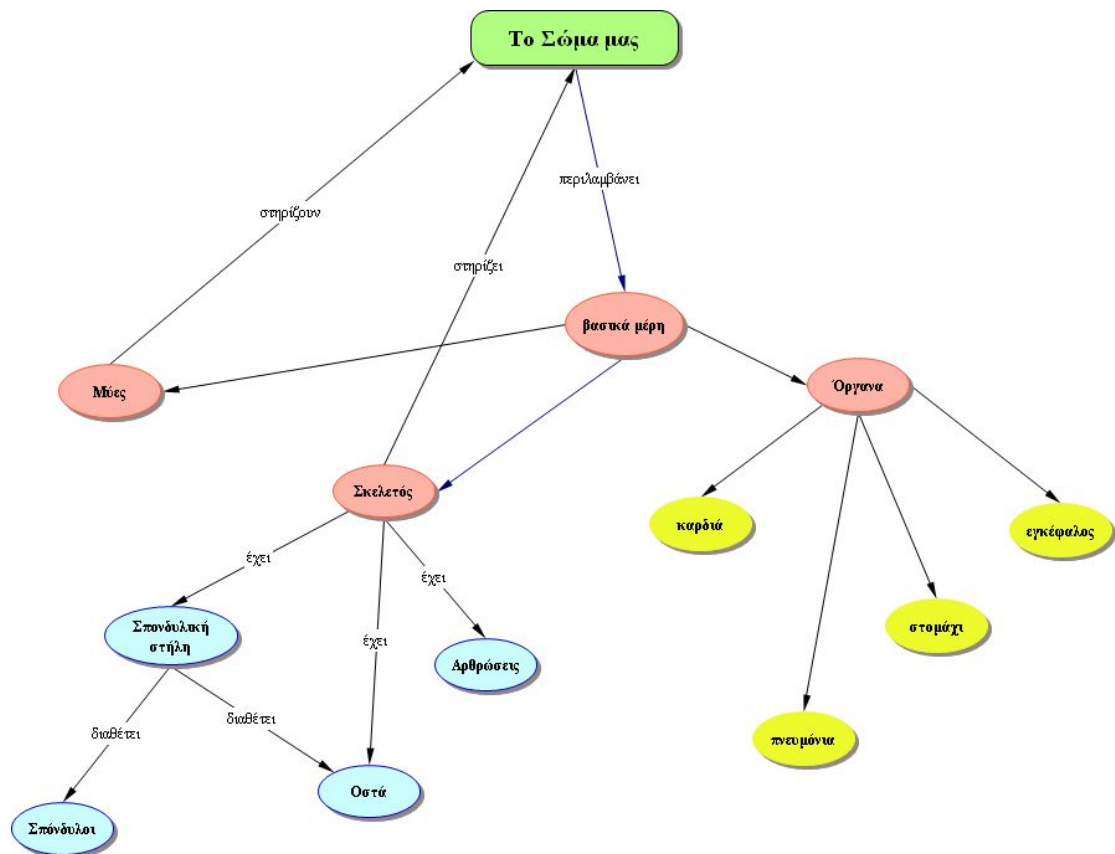 Το Σώμα μας
περιλαμβάνει
στηρίζουν
στηρίζει
βασικά μέρη
Μύες
Όργανα
Σκελετός
καρδιά
εγκέφαλος
έχει
έχει
έχει
Σπονδυλική
στήλη
Αρθρώσεις
στομάχι
διαθέτει
διαθέτει
πνευμόνια
Οστά
Σπόνδυλοι